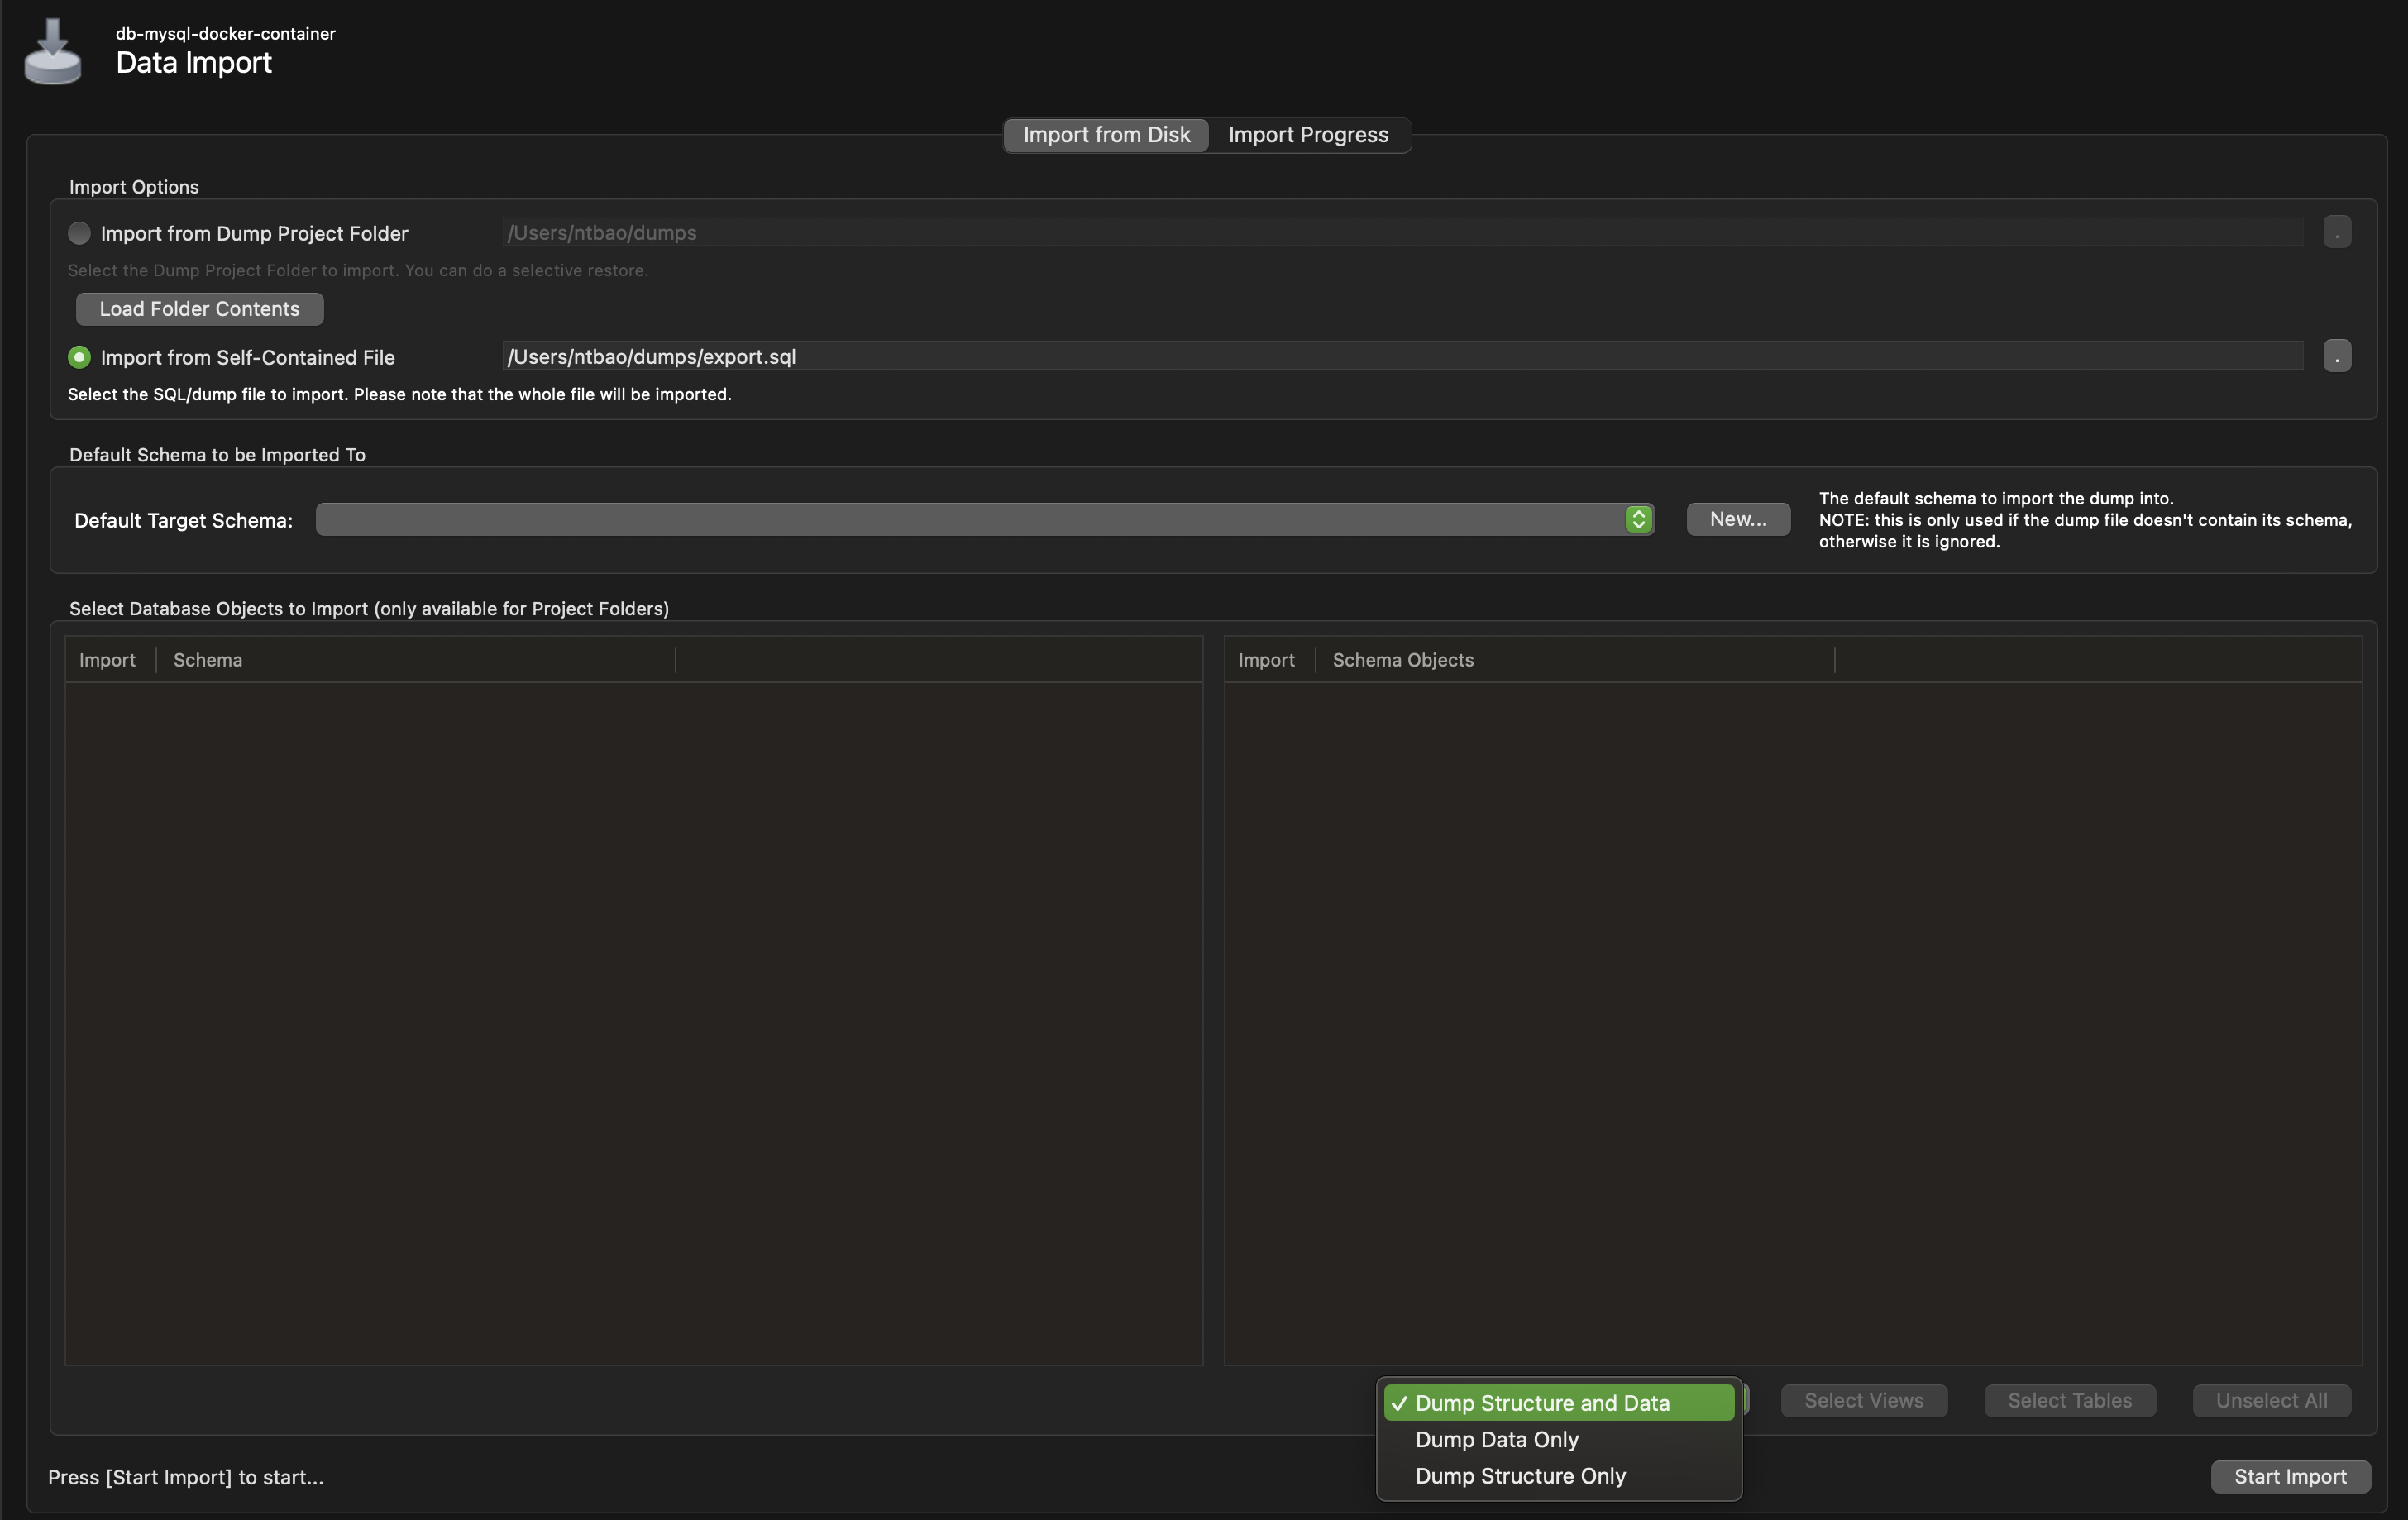 db-mysql-docker-container
Data Import
Import from Disk
Import Progress
Import Options
Import from Dump Project Folder
/Users/ntbao/dumps
.
Select the Dump Project Folder to import. You can do a selective restore.
Load Folder Contents
Import from Self-Contained File
/Users/ntbao/dumps/export.sql
.
Select the SQL/dump file to import. Please note that the whole file will be imported.
Default Schema to be Imported To
Default Target Schema:
New...
The default schema to import the dump into.
NOTE: this is only used if the dump file doesn't contain its schema,
otherwise it is ignored.
Select Database Objects to Import (only available for Project Folders)
Import
Schema
Import
Schema Objects
Dump Structure and Data
Dump Data Only
Dump Structure Only
Select Views
Select Tables
Unselect All
Press [Start Import] to start...
Start Import